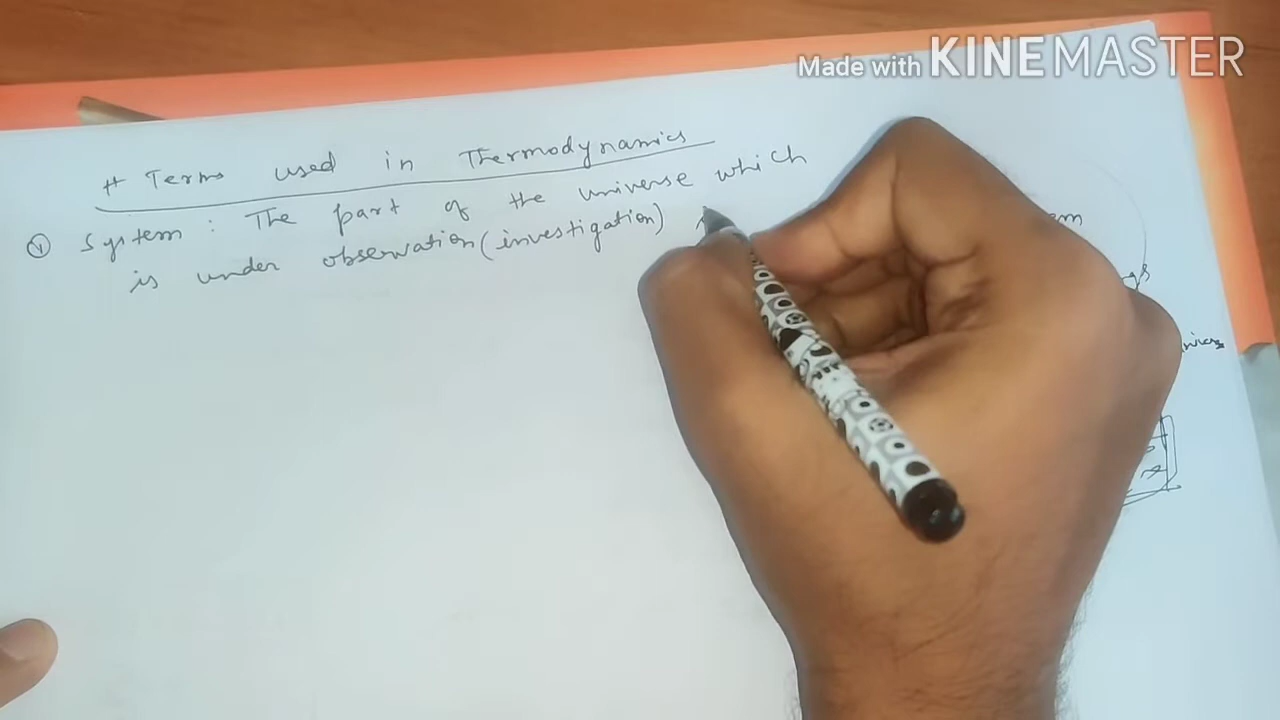 Made with KINEMASTER
# Terms used in Thermodynamics
① System : The part of the universe which
is under observation (investigation)